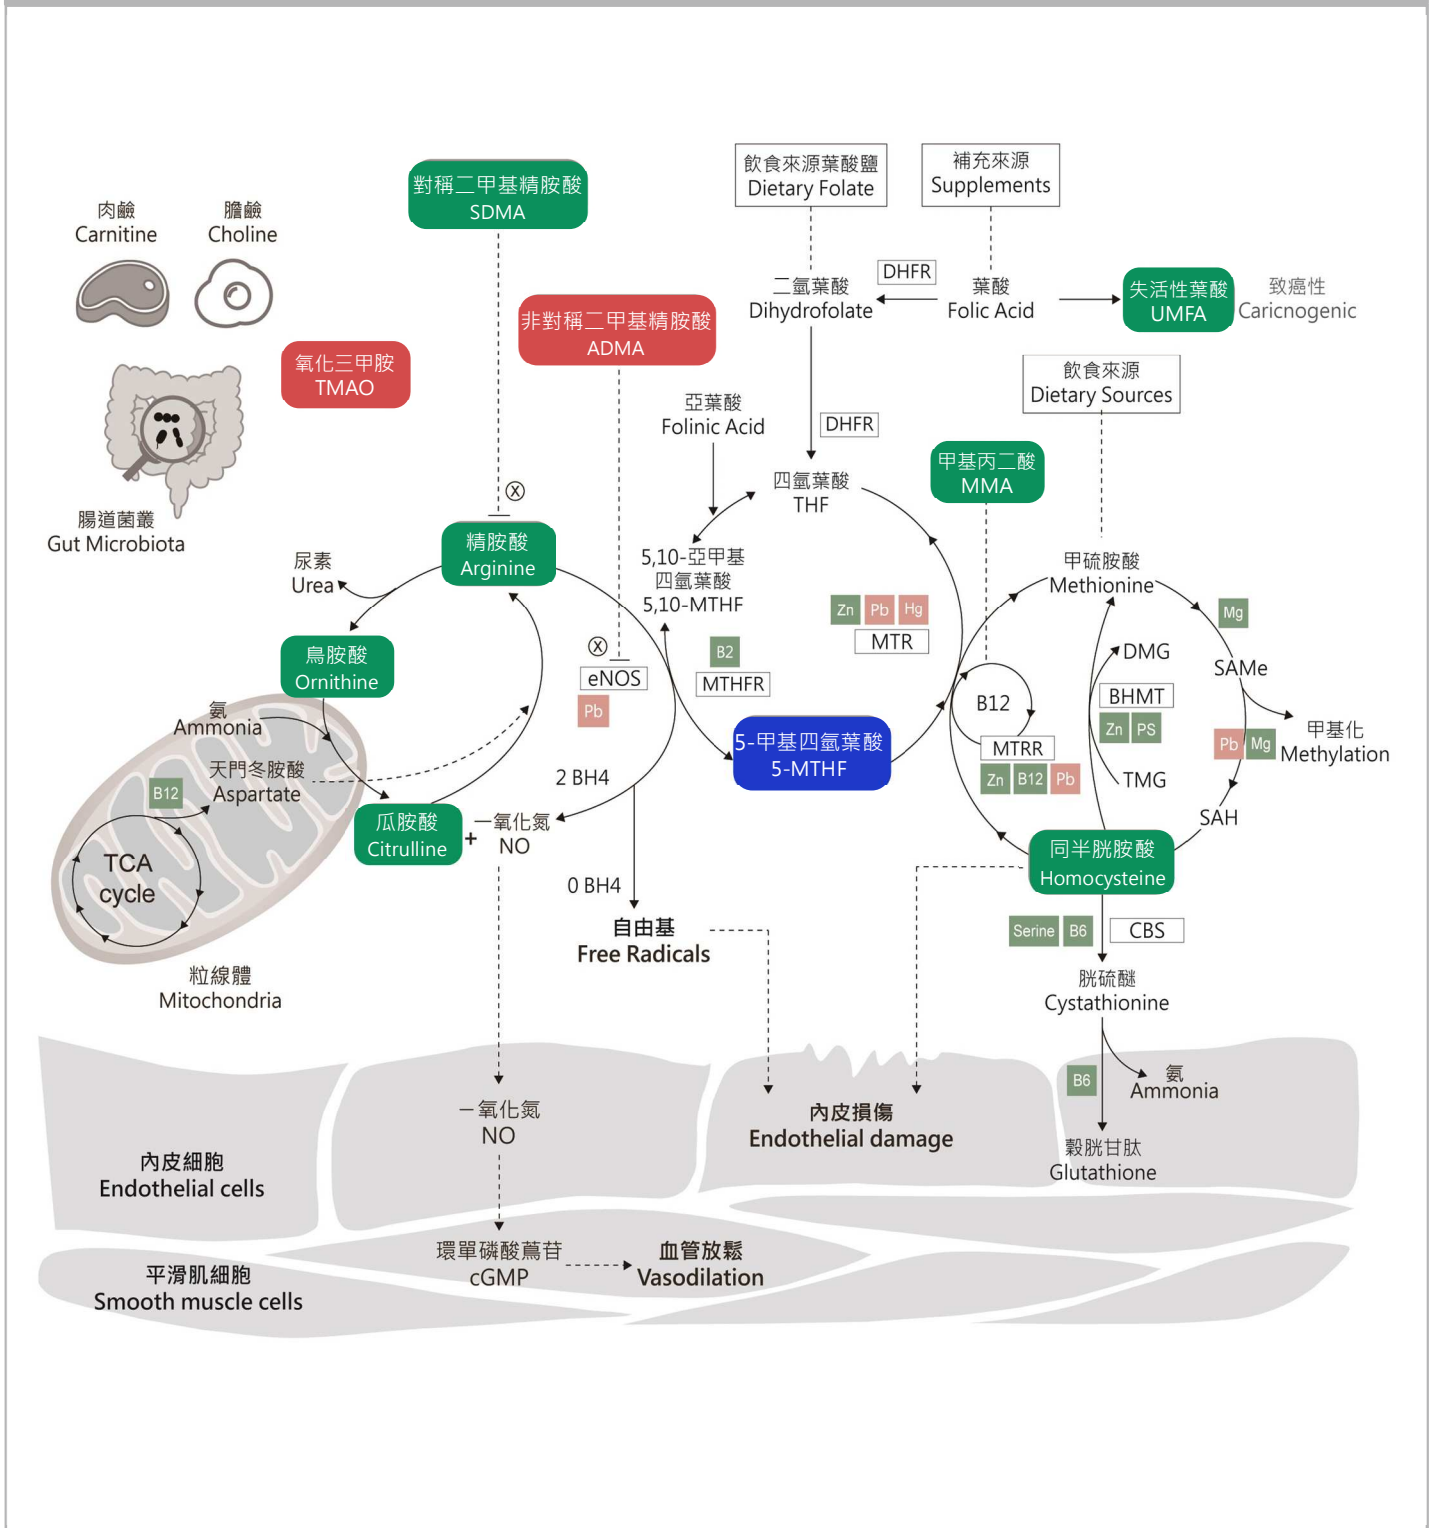 對稱二甲基精胺酸
SDMA
飲食來源葉酸鹽
Dietary Folate
補充來源
Supplements
肉鹼
Carnitine
膽鹼
Choline
DHFR
二氫葉酸
Dihydrofolate
葉酸
Folic Acid
失活性葉酸
UMFA
致癌性
Caricnogenic
非對稱二甲基精胺酸
ADMA
氧化三甲胺
TMAO
飲食來源
Dietary Sources
亞葉酸
Folinic Acid
DHFR
甲基丙二酸
MMA
四氫葉酸
THF
腸道菌叢
Gut Microbiota
X
精胺酸
Arginine
尿素
Urea
5,10-亞甲基
四氫葉酸
5,10-MTHF
甲硫胺酸
Methionine
Zn
Pb
Hg
MTR
Mg
X
eNOS
Pb
B2
MTHFR
鳥胺酸
Ornithine
DMG
SAMe
BHMT
Zn
PS
B12
MTRR
Zn
B12
Pb
氨
Ammonia
5-甲基四氫葉酸
5-MTHF
Pb
Mg
甲基化
Methylation
天門冬胺酸
Aspartate
B12
2 BH4
TMG
瓜胺酸
Citrulline
+
一氧化氮
NO
SAH
TCA
cycle
同半胱胺酸
Homocysteine
0 BH4
自由基
Free Radicals
Serine
B6
CBS
粒線體
Mitochondria
胱硫醚
Cystathionine
B6
氨
Ammonia
一氧化氮
NO
內皮損傷
Endothelial damage
穀胱甘肽
Glutathione
內皮細胞
Endothelial cells
環單磷酸鳥苷
cGMP
血管放鬆
Vasodilation
平滑肌細胞
Smooth muscle cells